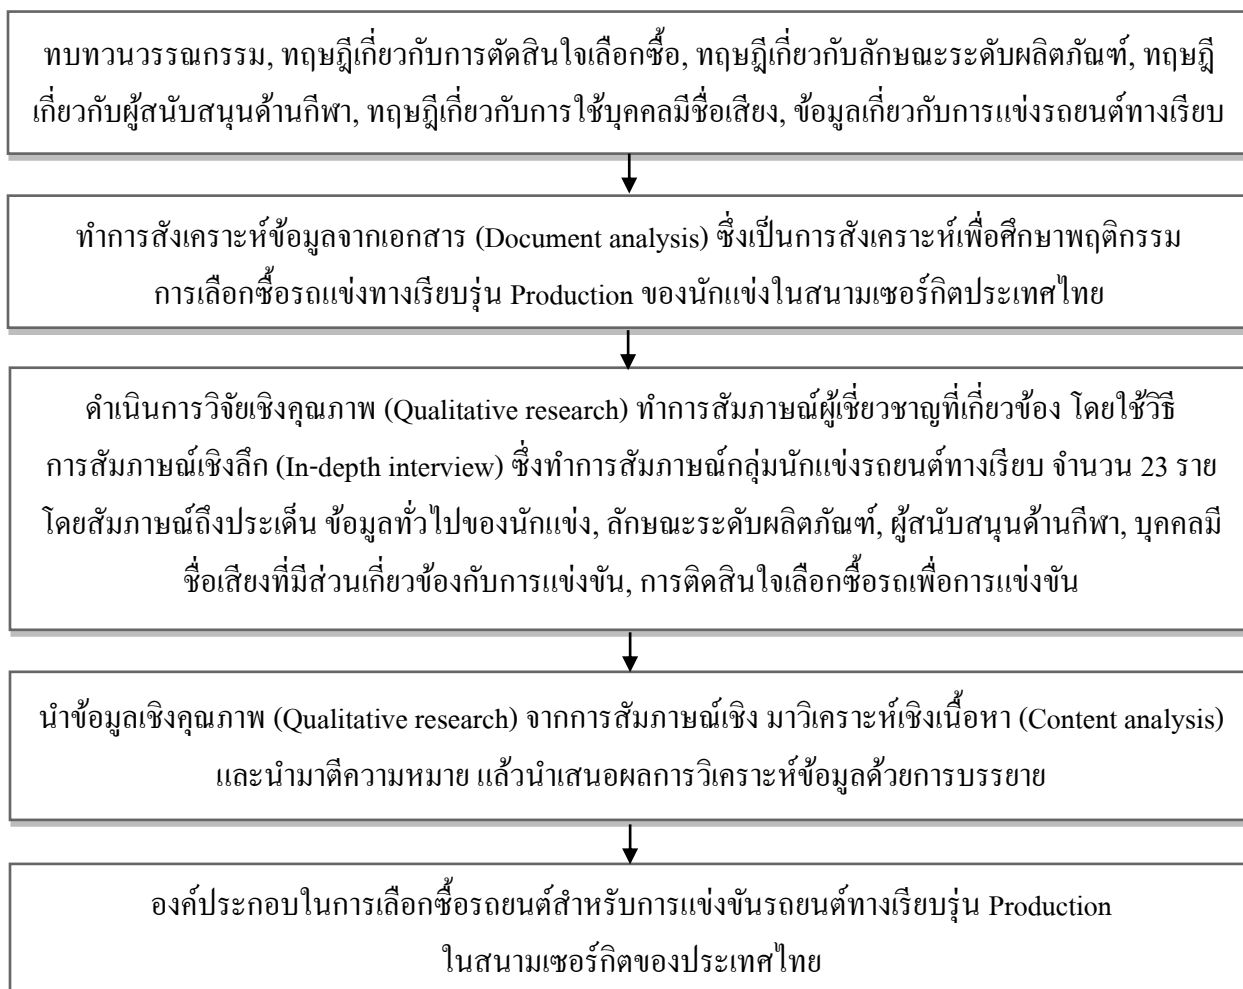 ทบทวนวรรณกรรม, ทฤษฎีเกี่ยวกับการตัดสินใจเลือกซื้อ, ทฤษฎีเกี่ยวกับลักษณะระดับผลิตภัณฑ์, ทฤษฎี
เกี่ยวกับผู้สนับสนุนด้านกีฬา, ทฤษฎีเกี่ยวกับการใช้บุคคลมีชื่อเสียง, ข้อมูลเกี่ยวกับการแข่งรถยนต์ทางเรียบ
ทำการสังเคราะห์ข้อมูลจากเอกสาร (Document analysis) ซึ่งเป็นการสังเคราะห์เพื่อศึกษาพฤติกรรม
การเลือกซื้อรถแข่งทางเรียบรุ่น Production ของนักแข่งในสนามเซอร์กิตประเทศไทย
ดำเนินการวิจัยเชิงคุณภาพ (Qualitative research) ทำการสัมภาษณ์ผู้เชี่ยวชาญที่เกี่ยวข้อง โดยใช้วิธี
การสัมภาษณ์เชิงลึก (In-depth interview) ซึ่งทำการสัมภาษณ์กลุ่มนักแข่งรถยนต์ทางเรียบ จำนวน 23 ราย
โดยสัมภาษณ์ถึงประเด็น ข้อมูลทั่วไปของนักแข่ง, ลักษณะระดับผลิตภัณฑ์, ผู้สนับสนุนด้านกีฬา, บุคคลมี
ชื่อเสียงที่มีส่วนเกี่ยวข้องกับการแข่งขัน, การติดสินใจเลือกซื้อรถเพื่อการแข่งขัน
นำข้อมูลเชิงคุณภาพ (Qualitative research) จากการสัมภาษณ์เชิง มาวิเคราะห์เชิงเนื้อหา (Content analysis)
และนำมาตีความหมาย แล้วนำเสนอผลการวิเคราะห์ข้อมูลด้วยการบรรยาย
องค์ประกอบในการเลือกซื้อรถยนต์สำหรับการแข่งขันรถยนต์ทางเรียบรุ่น Production
ในสนามเซอร์กิตของประเทศไทย